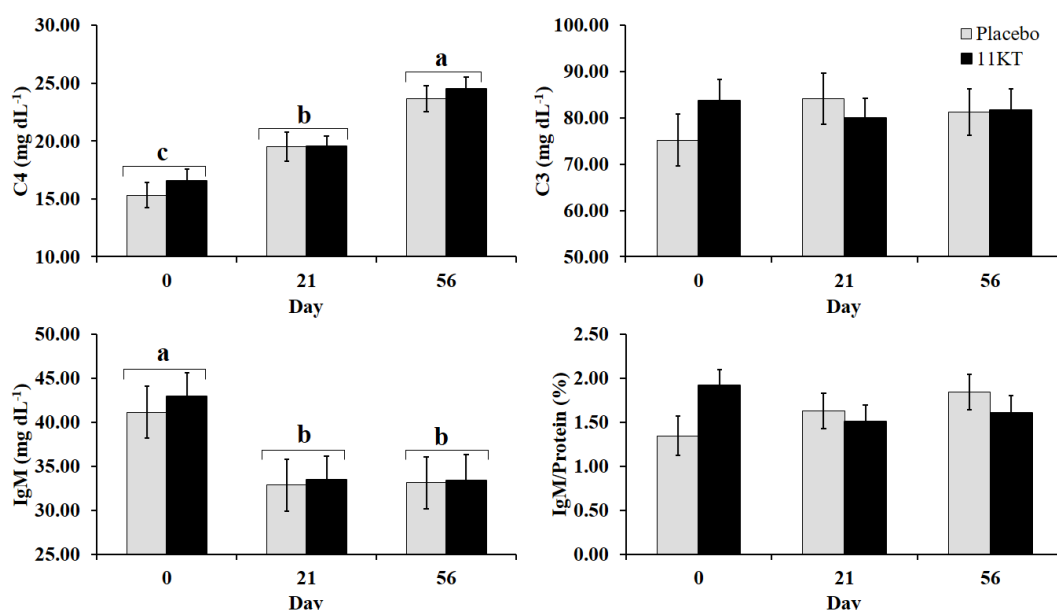 30.00
25.00
20.00
15.00
10.00
C4 (mg dL⁻¹)
c
b
a
0 21 56
Day
100.00
90.00
80.00
70.00
60.00
50.00
C3 (mg dL⁻¹)
Placebo
11KT
0 21 56
Day
50.00
45.00
40.00
35.00
30.00
25.00
IgM (mg dL⁻¹)
a
b
b
0 21 56
Day
2.50
2.00
1.50
1.00
0.50
0.00
IgM/Protein (%)
0 21 56
Day